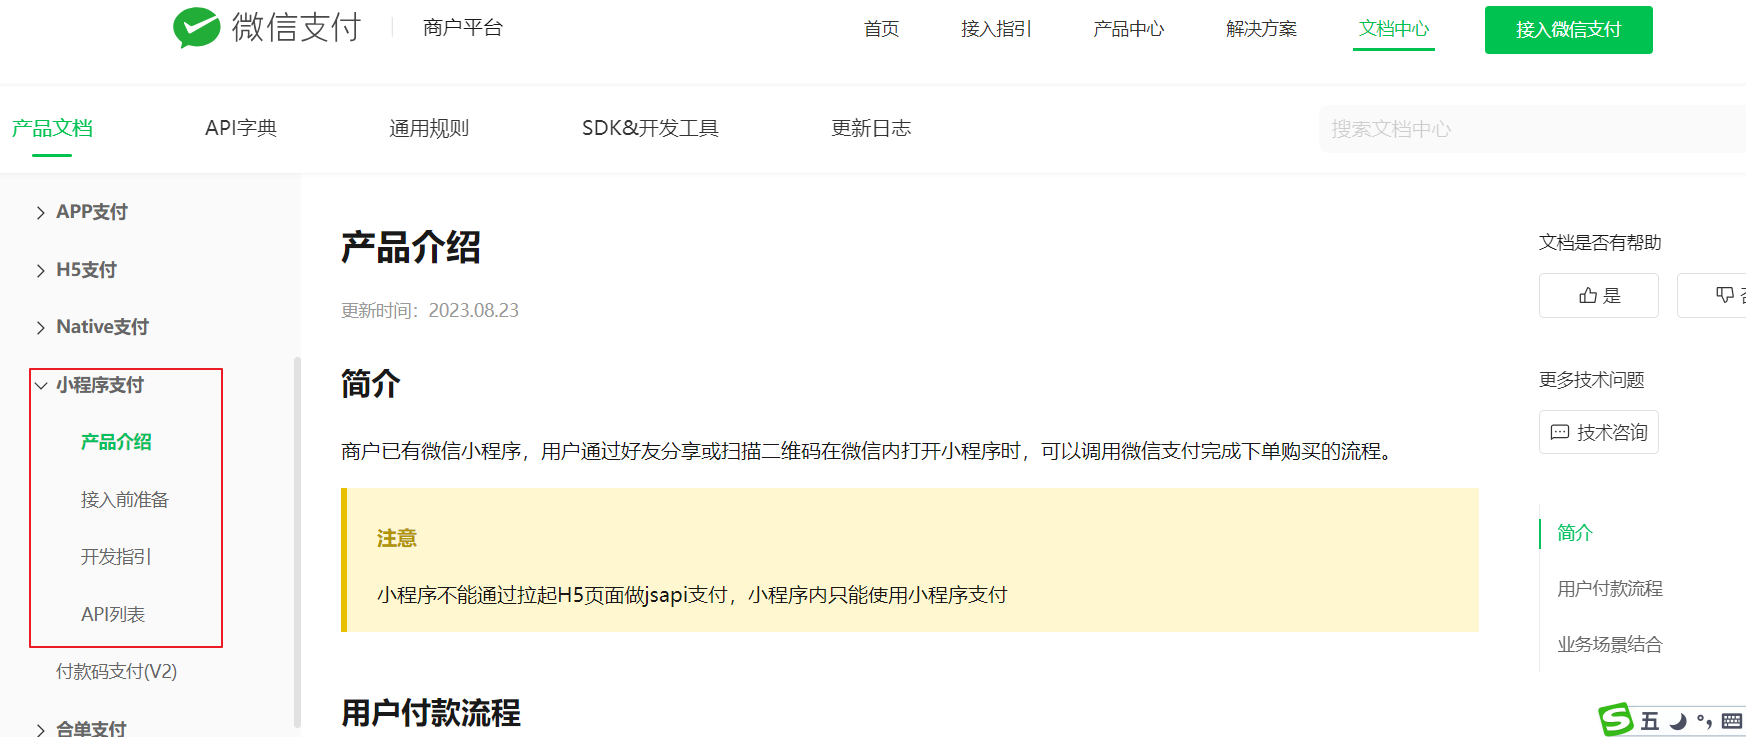 微信支付 商户平台 首页 接入指引 产品中心 解决方案 文档中心 接入微信支付
产品文档 API字典 通用规则 SDK&开发工具 更新日志 搜索文档中心
APP支付
H5支付
Native支付
小程序支付
产品介绍
接入前准备
开发指引
API列表
付款码支付(V2)
合单支付
产品介绍
更新时间：2023.08.23
简介
商户已有微信小程序，用户通过好友分享或扫描二维码在微信内打开小程序时，可以调用微信支付完成下单购买的流程。
注意
小程序不能通过拉起H5页面做jsapi支付，小程序内只能使用小程序支付
用户付款流程
文档是否有帮助
是
更多技术问题
技术咨询
简介
用户付款流程
业务场景结合
五